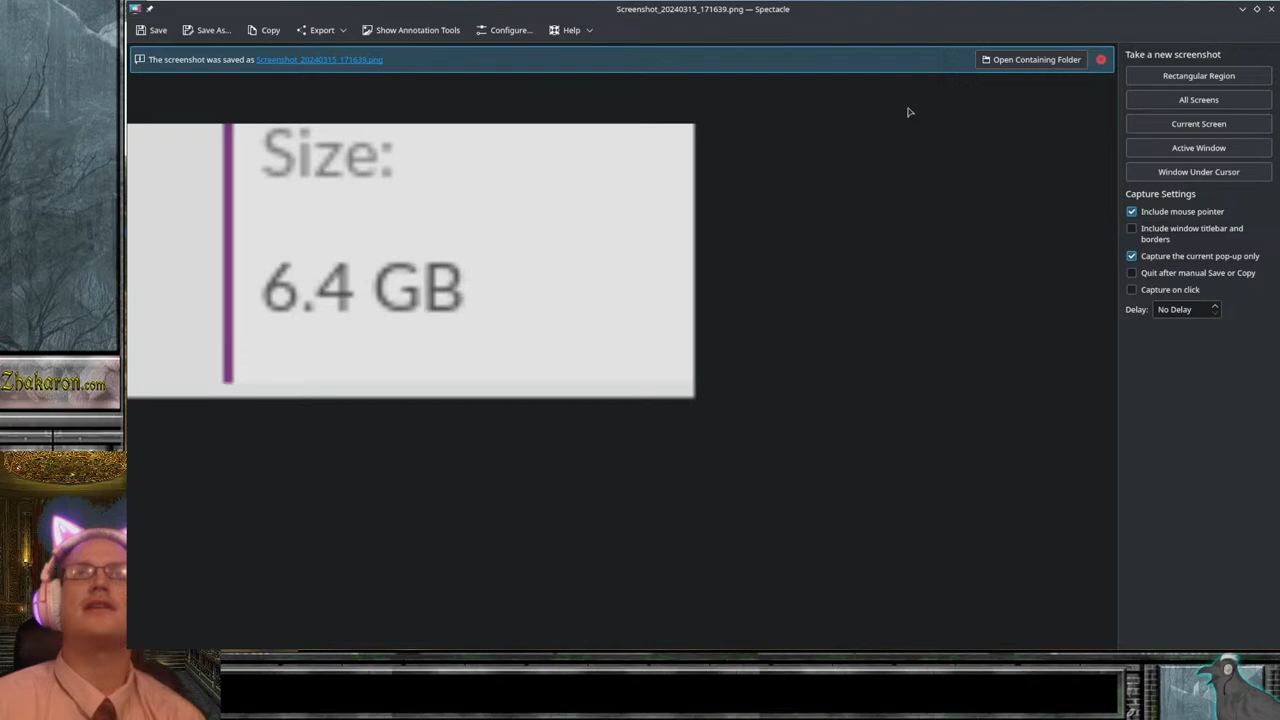 Screenshot_20240315_171639.png — Spectacle
Save
Save As...
Copy
Export
Show Annotation Tools
Configure...
Help
The screenshot was saved as Screenshot_20240315_171639.png
Open Containing Folder
Size:
6.4 GB
Take a new screenshot
Rectangular Region
All Screens
Current Screen
Active Window
Window Under Cursor
Capture Settings
Include mouse pointer
Include window titlebar and
borders
Capture the current pop-up only
Quit after manual Save or Copy
Capture on click
Delay: No Delay
Zhakaron.com